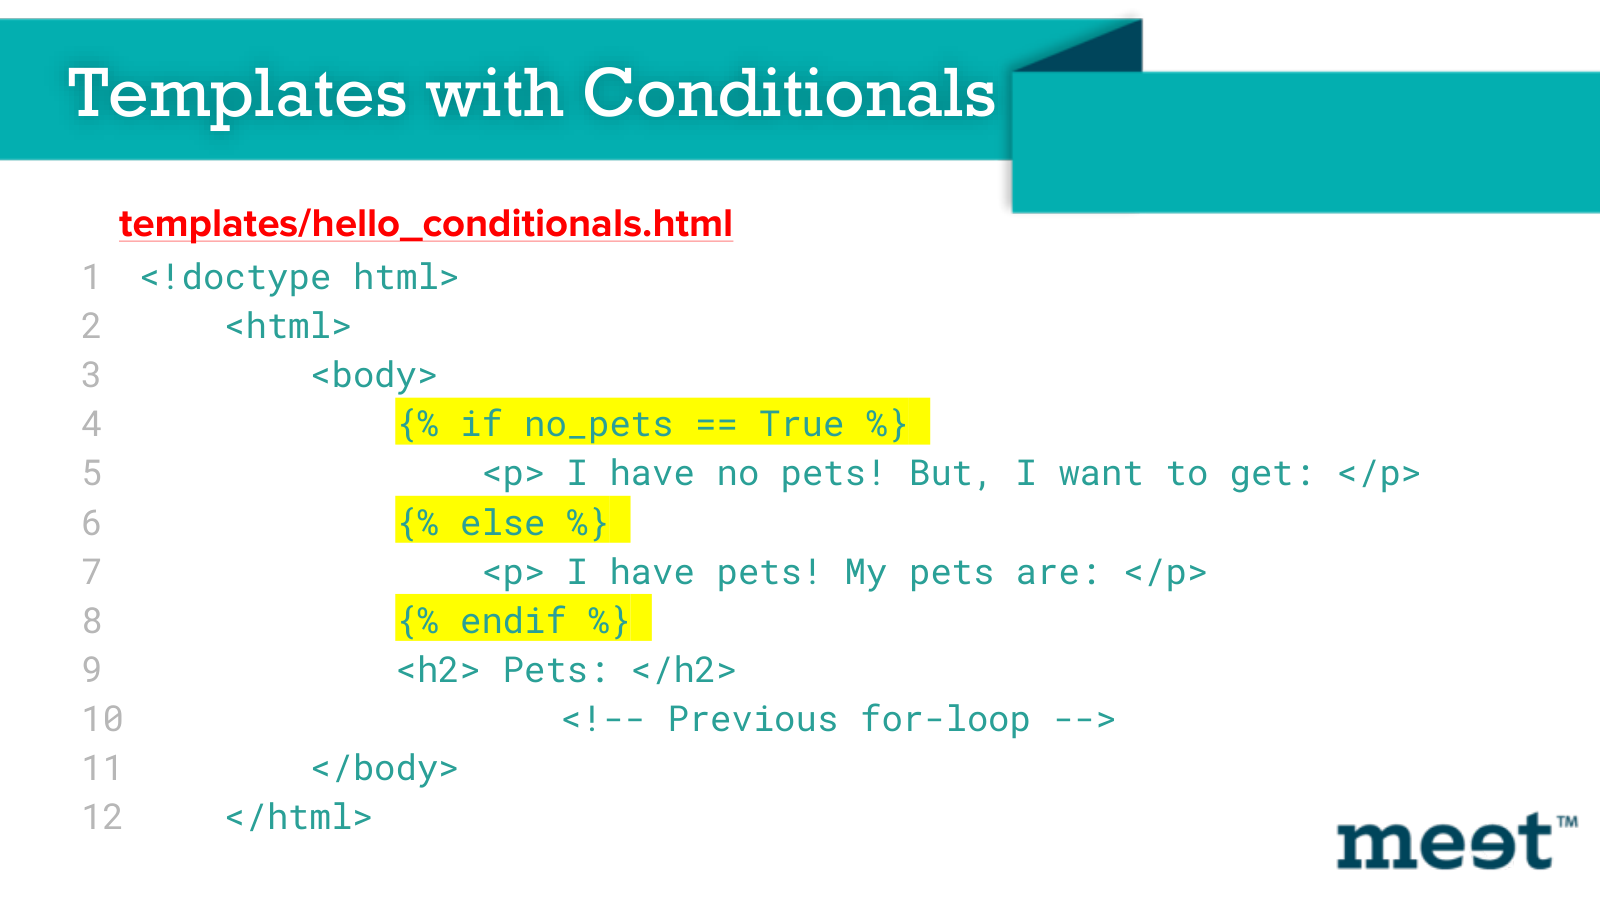 Templates with Conditionals
templates/hello_conditionals.html
1 <!doctype html>
2 <html>
3 <body>
4 {% if no_pets == True %}
5 <p> I have no pets! But, I want to get: </p>
6 {% else %}
7 <p> I have pets! My pets are: </p>
8 {% endif %}
9 <h2> Pets: </h2>
10 <!-- Previous for-loop -->
11 </body>
12 </html>
meet™